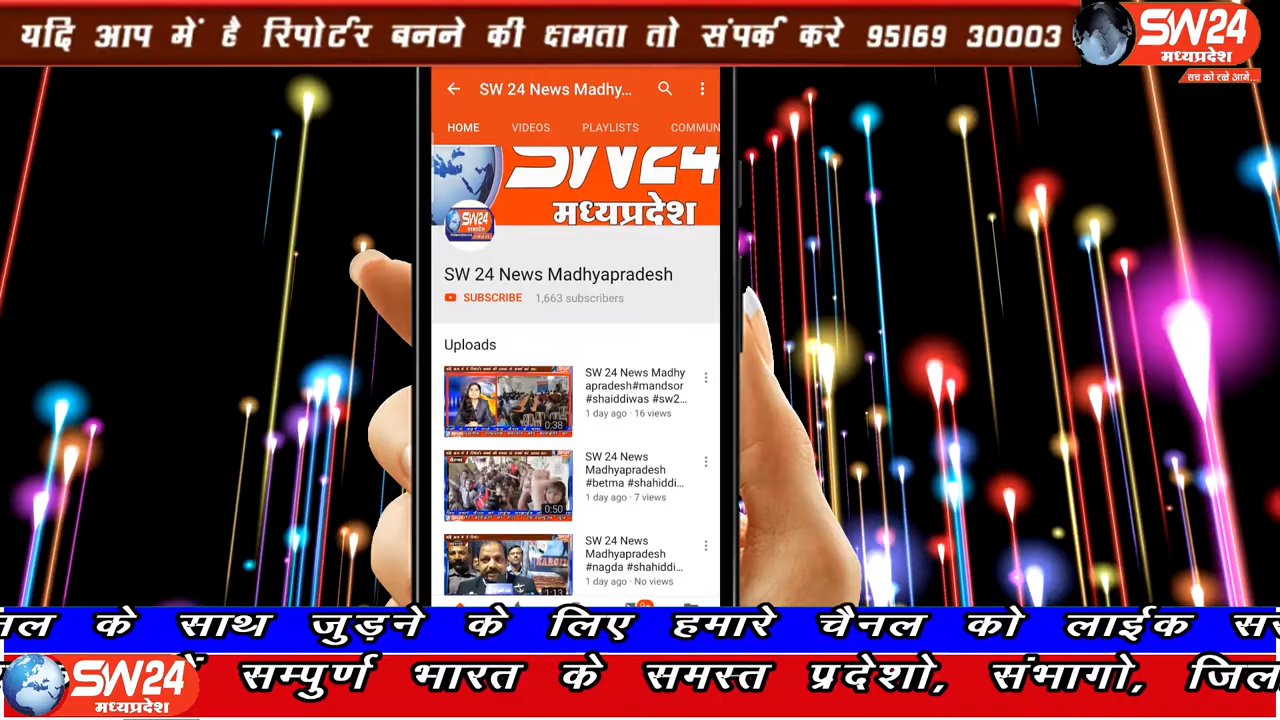 यदि आप में है रिपोर्टर बनने की क्षमता तो संपर्क करे 95169 30003
SW24
मध्यप्रदेश
सच को रखे आगे...
SW 24 News Madhy...
HOME VIDEOS PLAYLISTS COMMUN
SW24
मध्यप्रदेश
SW24
SW 24 News Madhyapradesh
SUBSCRIBE 1,663 subscribers
Uploads
SW 24 News Madhy
apradesh#mandsor
#shaiddiwas #sw2...
1 day ago · 16 views
0:38
SW 24 News
Madhyapradesh
#betma #shahiddi...
1 day ago · 7 views
0:50
SW 24 News
Madhyapradesh
#nagda #shahiddi...
1 day ago · No views
1:13
के साथ जुड़ने के लिए हमारे चैनल को लाईक
सम्पुर्ण भारत के समस्त प्रदेशो, संभागो,
SW24
मध्यप्रदेश